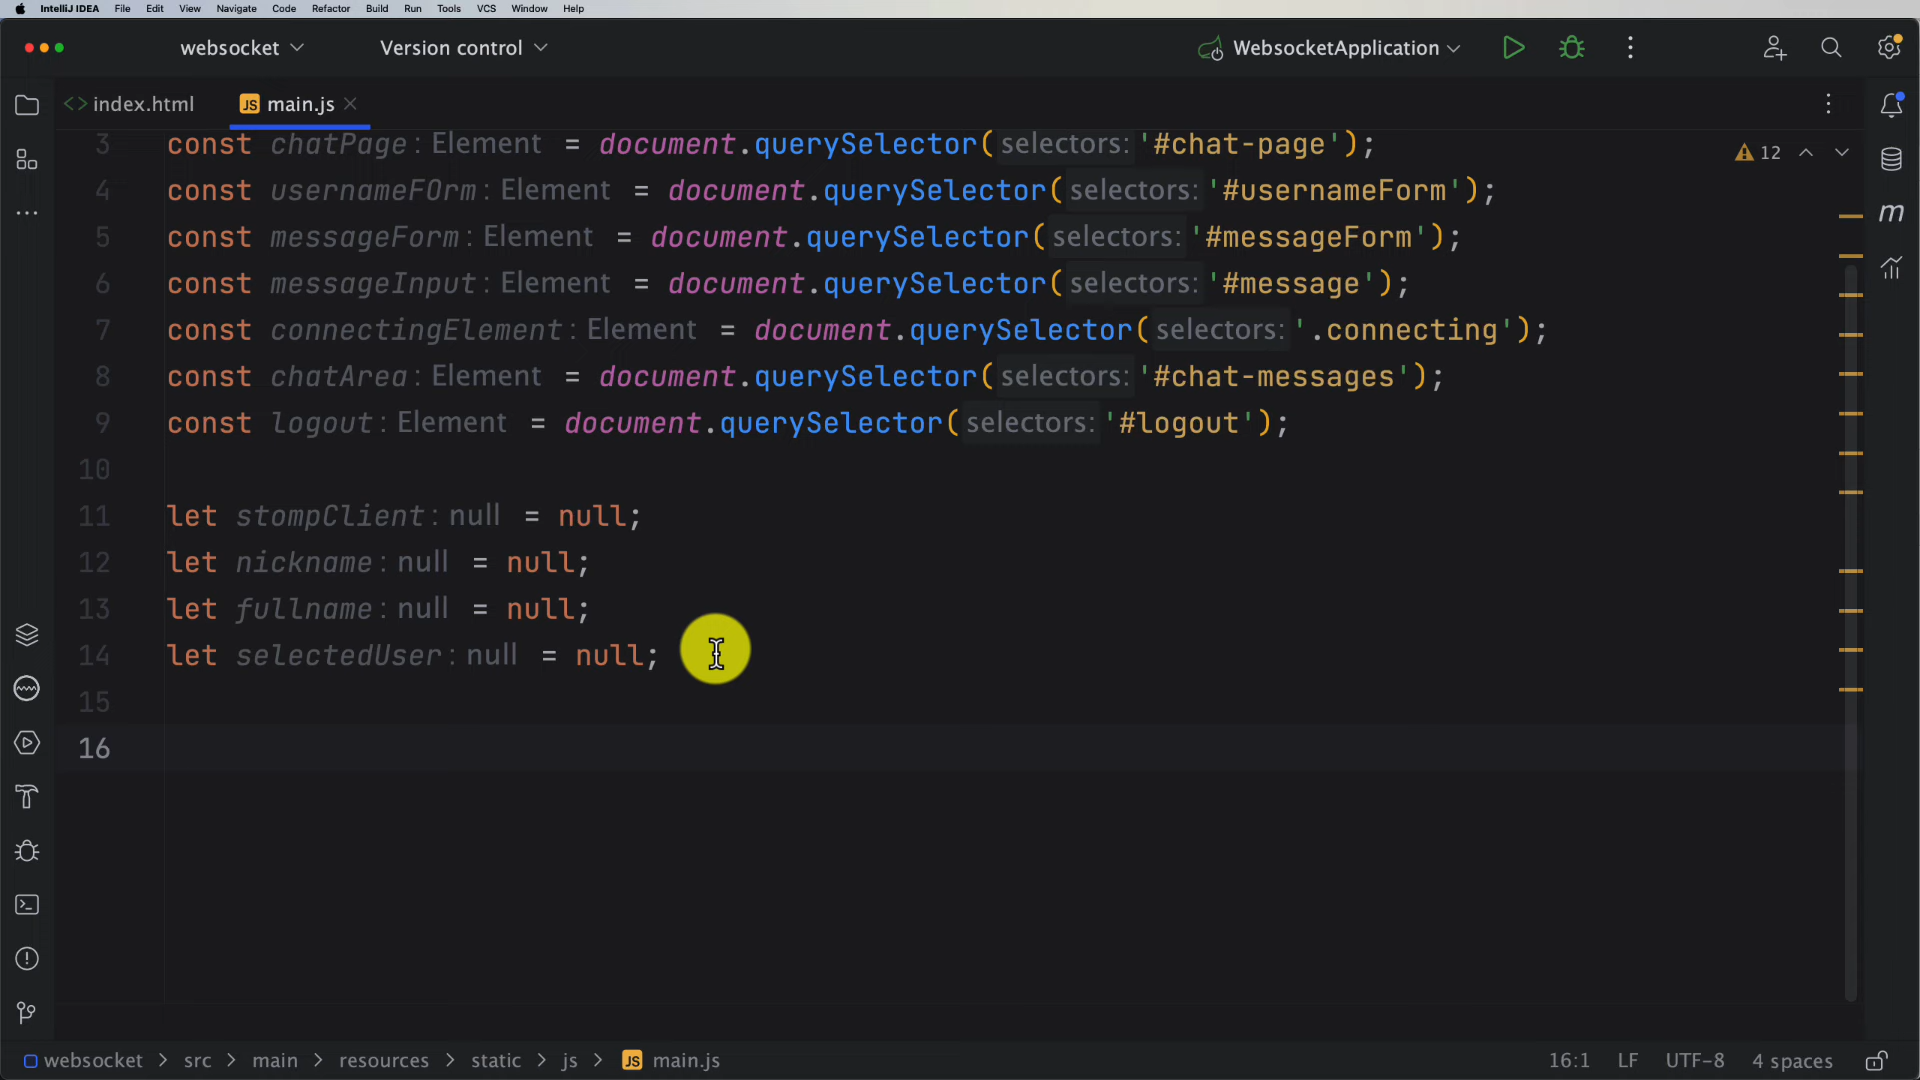 IntelliJ IDEA File Edit View Navigate Code Refactor Build Run Tools VCS Window Help
websocket Version control WebsocketApplication
<> index.html JS main.js
12
3 const chatPage: Element = document.querySelector( selectors: '#chat-page');
4 const usernameFOrm: Element = document.querySelector( selectors: '#usernameForm');
5 const messageForm: Element = document.querySelector( selectors: '#messageForm');
6 const messageInput: Element = document.querySelector( selectors: '#message');
7 const connectingElement: Element = document.querySelector( selectors: '.connecting');
8 const chatArea: Element = document.querySelector( selectors: '#chat-messages');
9 const logout: Element = document.querySelector( selectors: '#logout');
10
11 let stompClient: null = null;
12 let nickname: null = null;
13 let fullname: null = null;
14 let selectedUser: null = null;
15
16
m
websocket > src > main > resources > static > js > JS main.js 16:1 LF UTF-8 4 spaces